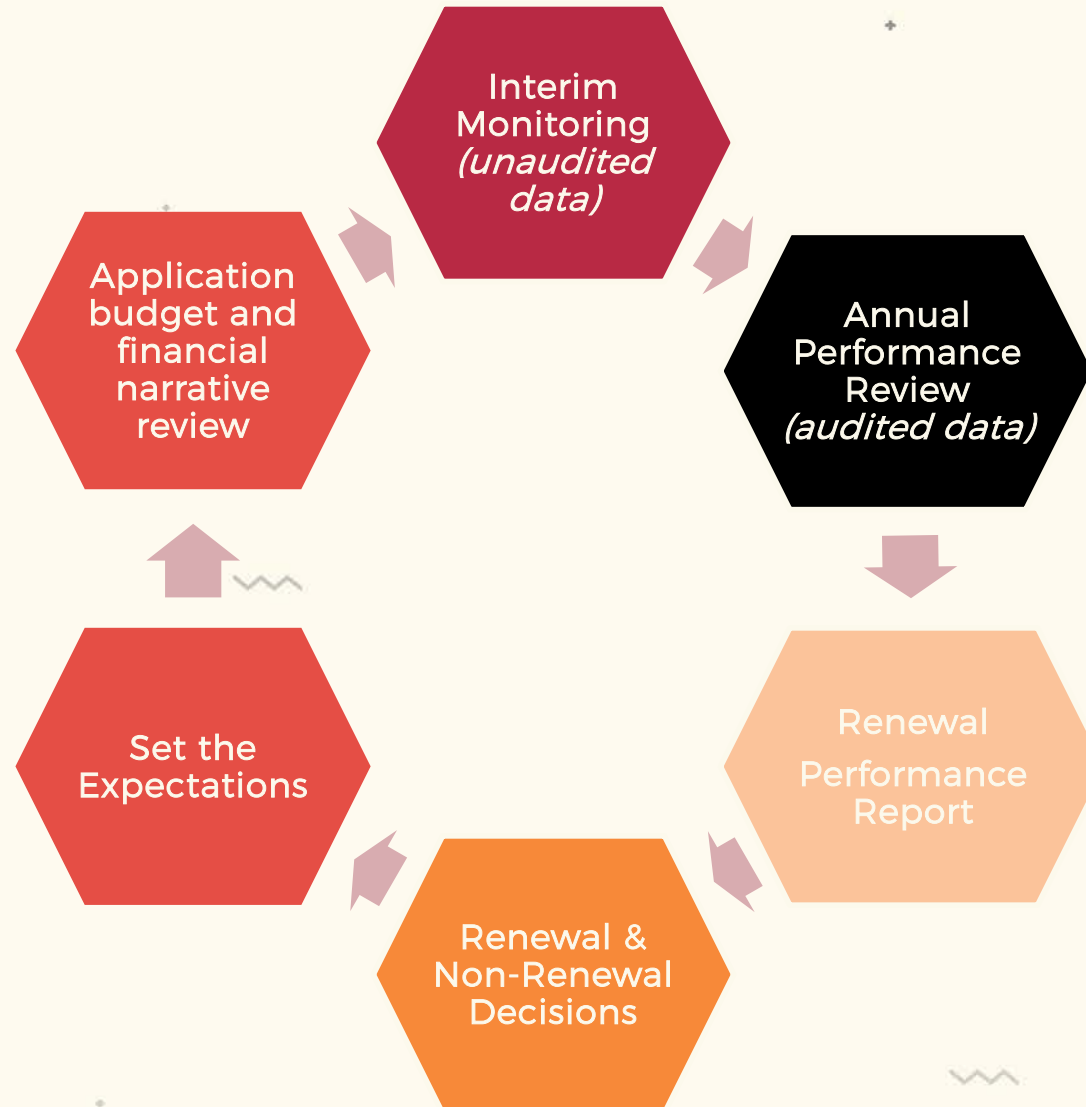 Interim
Monitoring
(unaudited
data)
Application
budget and
financial
narrative
review
Annual
Performance
Review
(audited data)
Set the
Expectations
Renewal
Performance
Report
Renewal &
Non-Renewal
Decisions